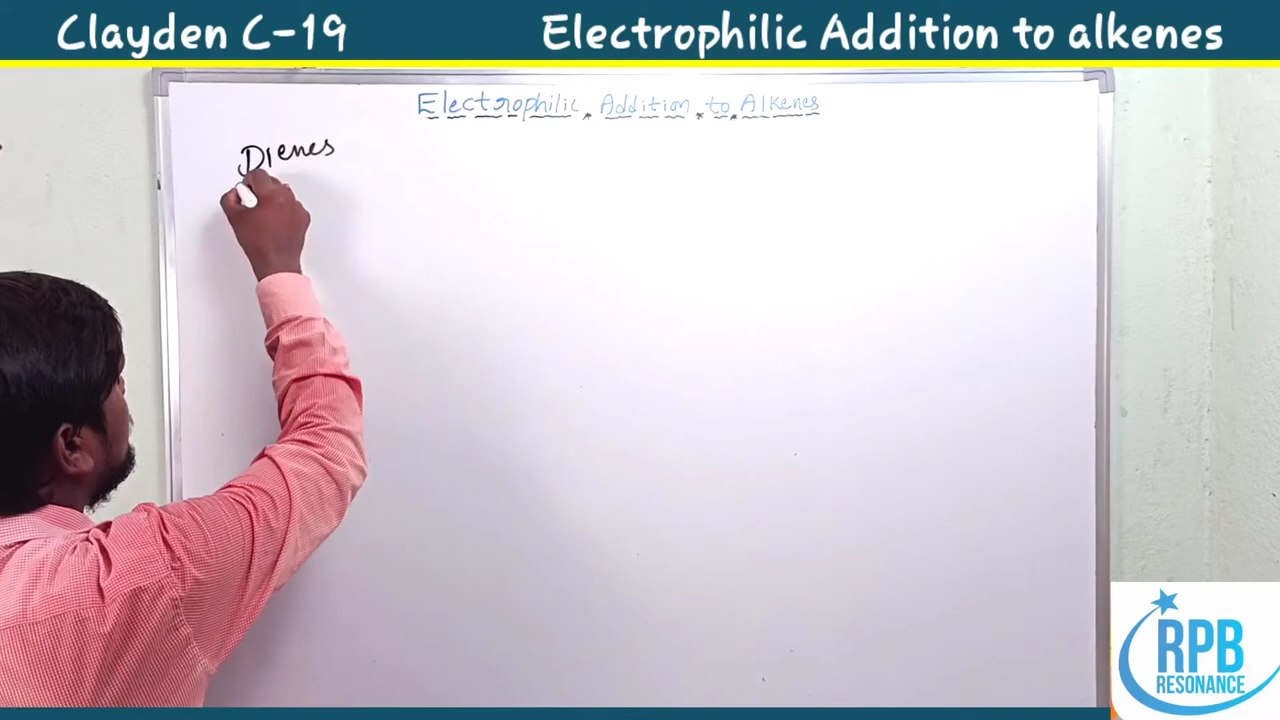 Clayden C-19
Electrophilic Addition to alkenes
Electrophilic Addition to Alkenes
Dienes
RPB
RESONANCE